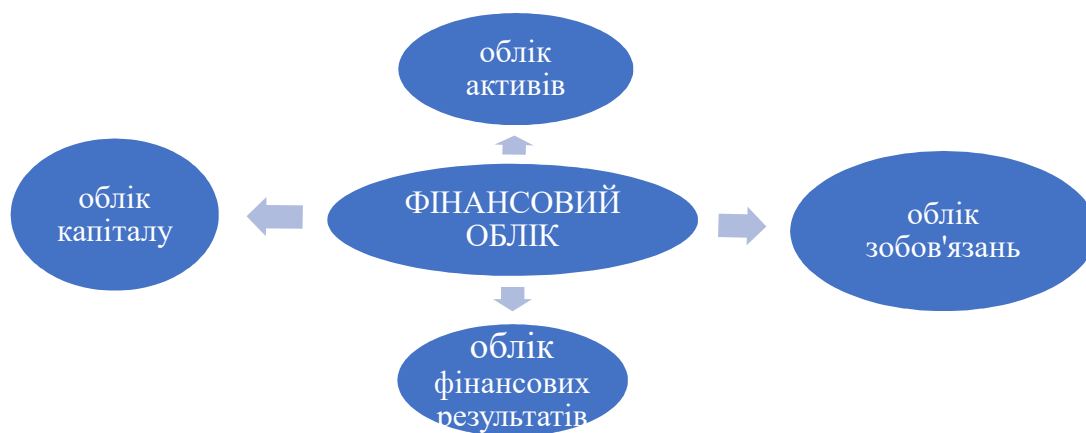 облік
активів
облік
капіталу
ФІНАНСОВИЙ
ОБЛІК
облік
зобов'язань
облік
фінансових
результатів